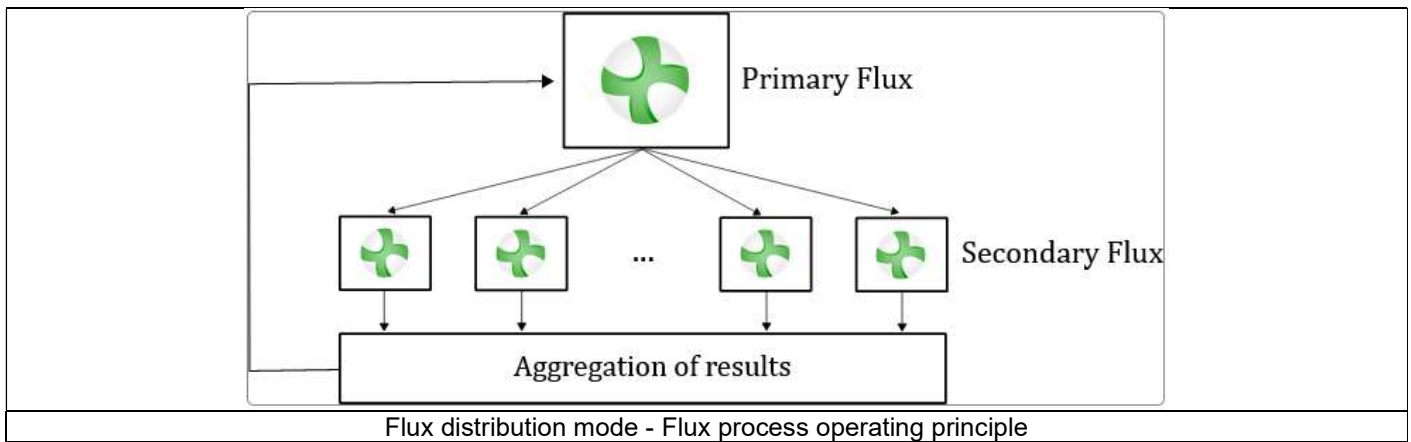 Primary Flux
Secondary Flux
...
Aggregation of results
Flux distribution mode - Flux process operating principle